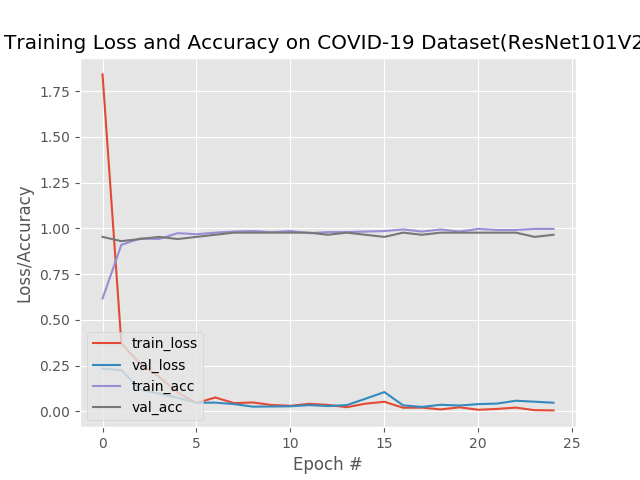 Training Loss and Accuracy on COVID-19 Dataset(ResNet101V2
1.75
1.50
1.25
1.00
0.75
0.50
0.25
0.00
Loss/Accuracy
train_loss
val_loss
train_acc
val_acc
0 5 10 15 20 25
Epoch #